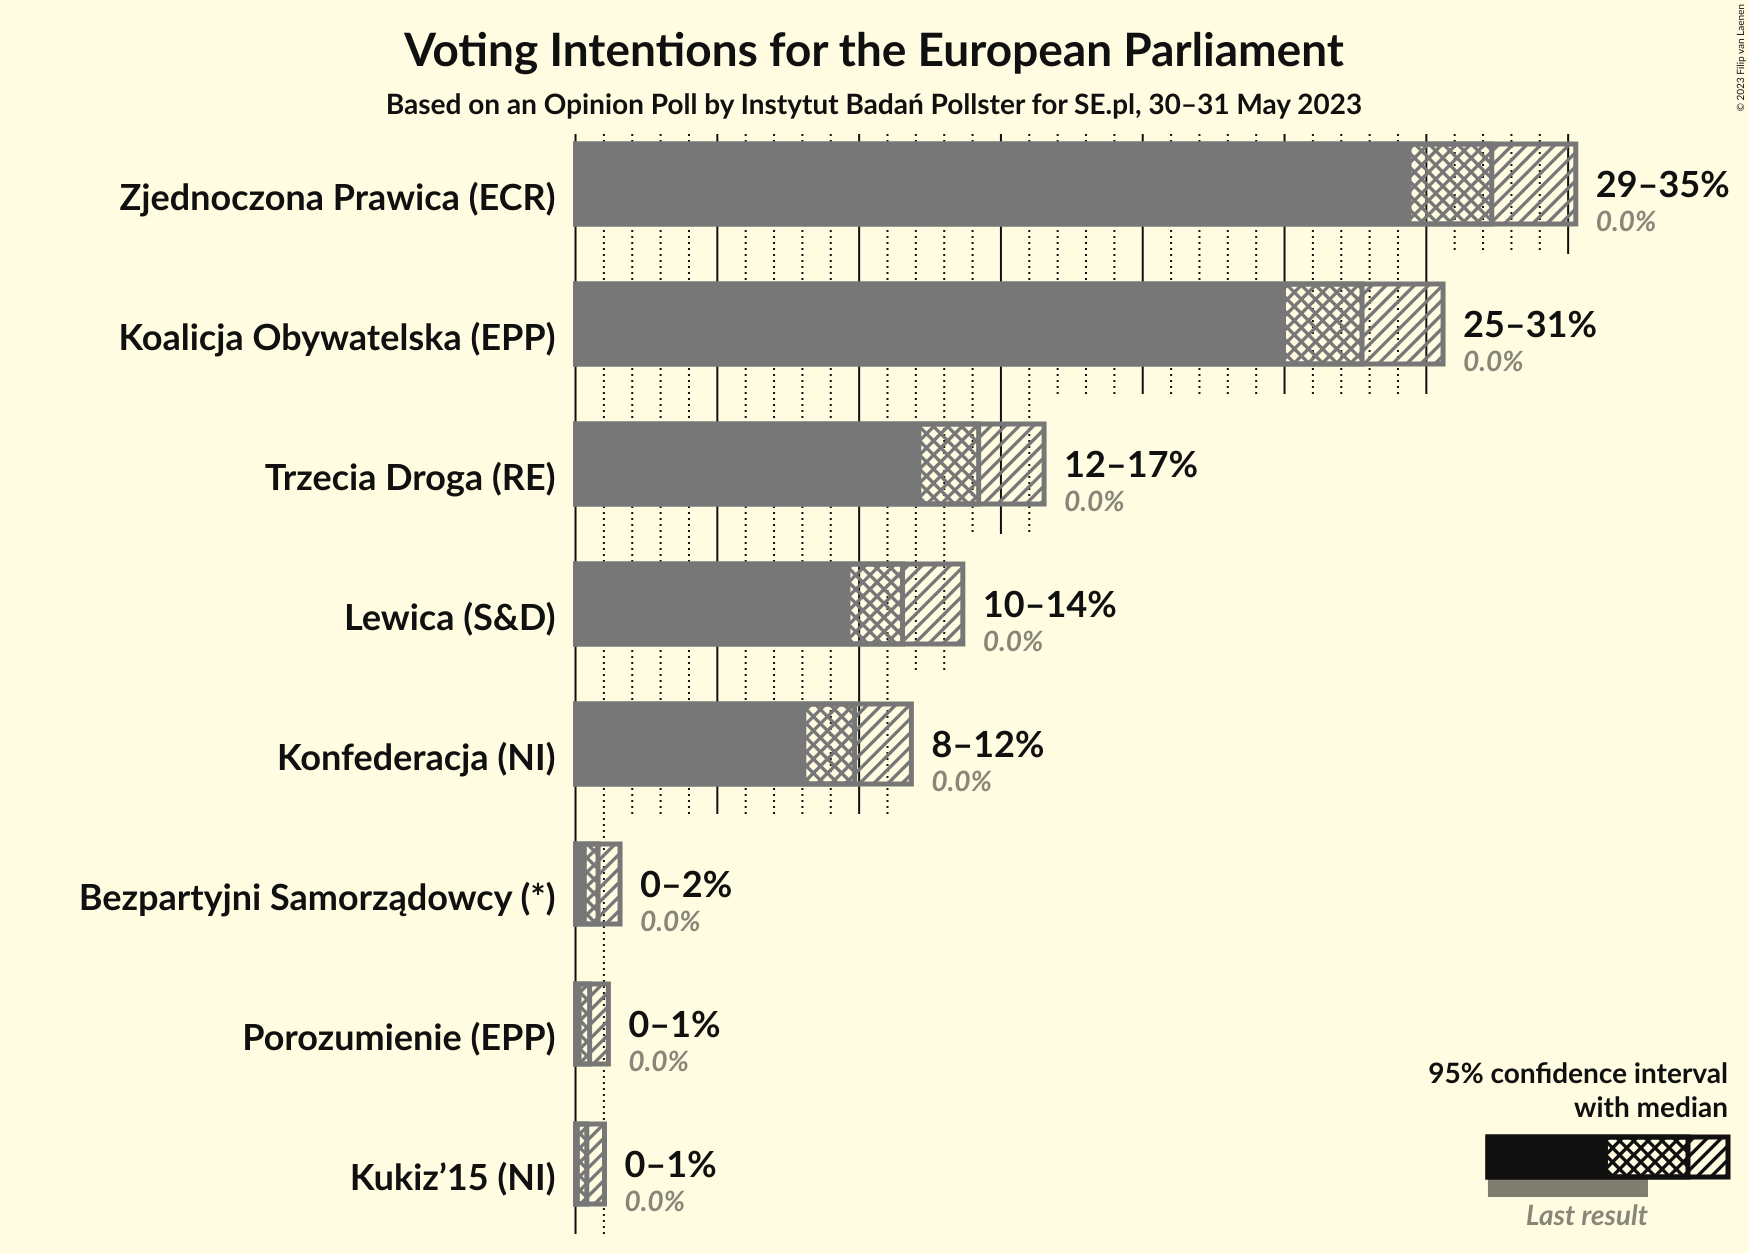 Voting Intentions for the European Parliament
Based on an Opinion Poll by Instytut Badań Pollster for SE.pl, 30–31 May 2023
© 2023 Filip van Laenen
Zjednoczona Prawica (ECR)
29–35%
0.0%
Koalicja Obywatelska (EPP)
25–31%
0.0%
Trzecia Droga (RE)
12–17%
0.0%
Lewica (S&D)
10–14%
0.0%
Konfederacja (NI)
8–12%
0.0%
Bezpartyjni Samorządowcy (*)
0–2%
0.0%
Porozumienie (EPP)
0–1%
0.0%
Kukiz’15 (NI)
0–1%
0.0%
95% confidence interval
with median
Last result